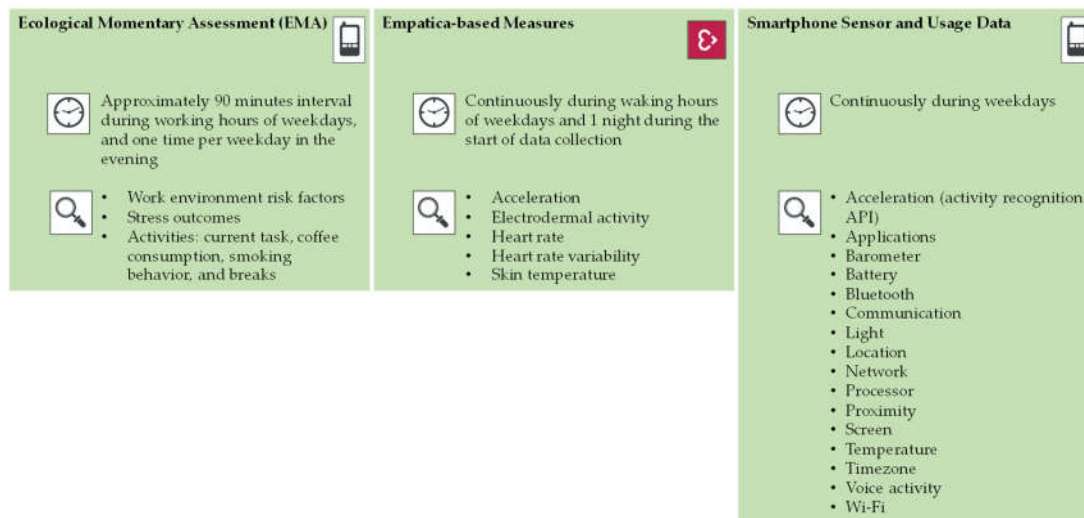 Ecological Momentary Assessment (EMA)
Approximately 90 minutes interval
during working hours of weekdays,
and one time per weekday in the
evening
• Work environment risk factors
• Stress outcomes
• Activities: current task, coffee
consumption, smoking
behavior, and breaks
Empatica-based Measures
Continuously during waking hours
of weekdays and 1 night during the
start of data collection
• Acceleration
• Electrodermal activity
• Heart rate
• Heart rate variability
• Skin temperature
Smartphone Sensor and Usage Data
Continuously during weekdays
• Acceleration (activity recognition
API)
• Applications
• Barometer
• Battery
• Bluetooth
• Communication
• Light
• Location
• Network
• Processor
• Proximity
• Screen
• Temperature
• Timezone
• Voice activity
• Wi-Fi